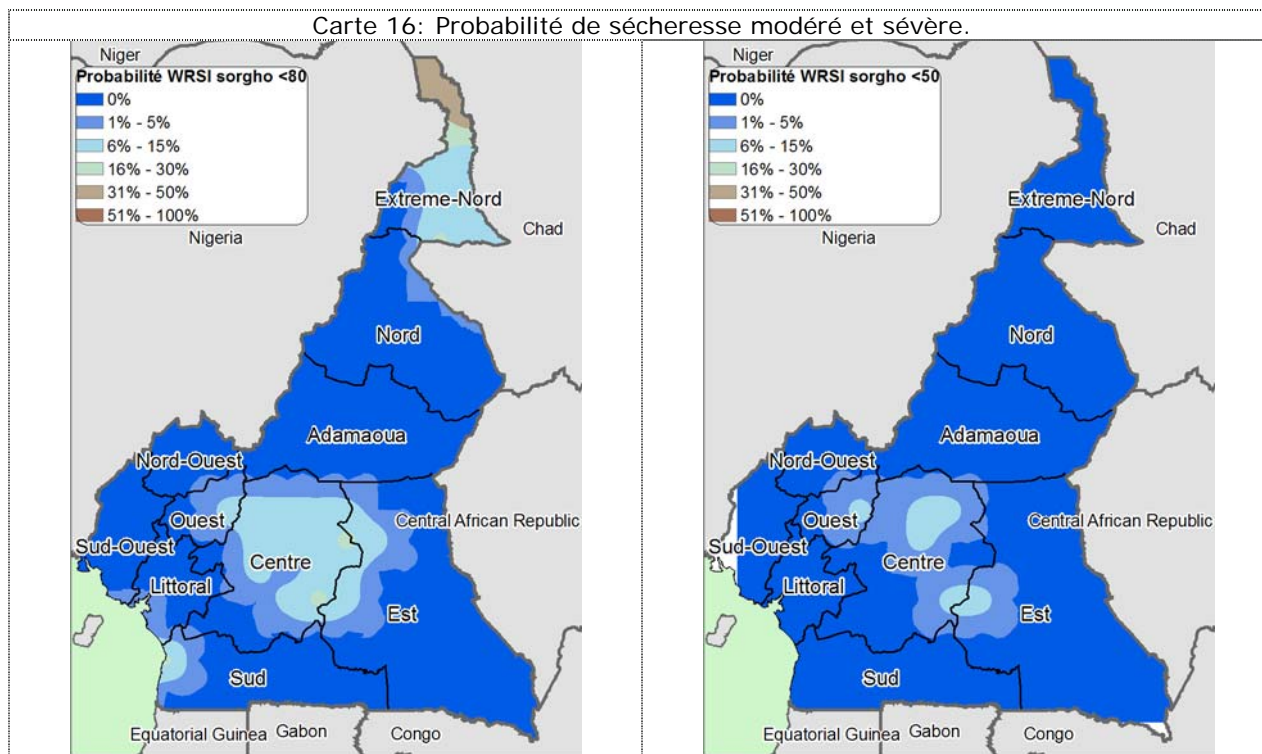 Carte 16: Probabilité de sécheresse modéré et sévère.
Niger
Probabilité WRSI sorgho <80
0%
1% - 5%
6% - 15%
16% - 30%
31% - 50%
51% - 100%
Nigeria
Extreme-Nord
Chad
Nord
Adamaoua
Nord-Ouest
Ouest
Central African Republic
Sud-Ouest
Centre
Littoral
Est
Sud
Equatorial Guinea
Gabon
Congo
Niger
Probabilité WRSI sorgho <50
0%
1% - 5%
6% - 15%
16% - 30%
31% - 50%
51% - 100%
Nigeria
Extreme-Nord
Chad
Nord
Adamaoua
Nord-Ouest
Ouest
Central African Republic
Sud-Ouest
Centre
Littoral
Est
Sud
Equatorial Guinea
Gabon
Congo